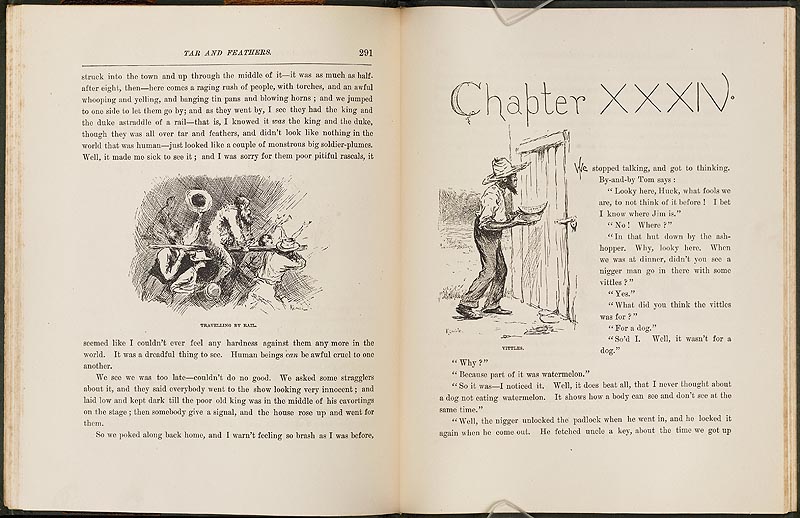 TAR AND FEATHERS.
291
struck into the town and up through the middle of it—it was as much as half-
after eight, then—here comes a raging rush of people, with torches, and an awful
whooping and yelling, and banging tin pans and blowing horns; and we jumped
to one side to let them go by; and as they went by, I see they had the king and
the duke astraddle of a rail—that is, I knowed it was the king and the duke,
though they was all over tar and feathers, and didn't look like nothing in the
world that was human—just looked like a couple of monstrous big soldier-plumes.
Well, it made me sick to see it; and I was sorry for them poor pitiful rascals, it
TRAVELLING BY RAIL.
seemed like I couldn't ever feel any hardness against them any more in the
world. It was a dreadful thing to see. Human beings can be awful cruel to one
another.
We see we was too late—couldn't do no good. We asked some stragglers
about it, and they said everybody went to the show looking very innocent; and
laid low and kept dark till the poor old king was in the middle of his cavortings
on the stage; then somebody give a signal, and the house rose up and went for
them.
So we poked along back home, and I warn't feeling so brash as I was before,
Chapter XXXIV.
We stopped talking, and got to thinking.
By-and-by Tom says:
"Looky here, Huck, what fools we
are, to not think of it before! I bet
I know where Jim is."
"No! Where?"
"In that hut down by the ash-
hopper. Why, looky here. When
we was at dinner, didn't you see a
nigger man go in there with some
vittles?"
"Yes."
"What did you think the vittles
was for?"
"For a dog."
"So'd I. Well, it wasn't for a
dog."
VITTLES.
"Why?"
"Because part of it was watermelon."
"So it was—I noticed it. Well, it does beat all, that I never thought about
a dog not eating watermelon. It shows how a body can see and don't see at the
same time."
"Well, the nigger unlocked the padlock when he went in, and he locked it
again when he come out. He fetched uncle a key, about the time we got up